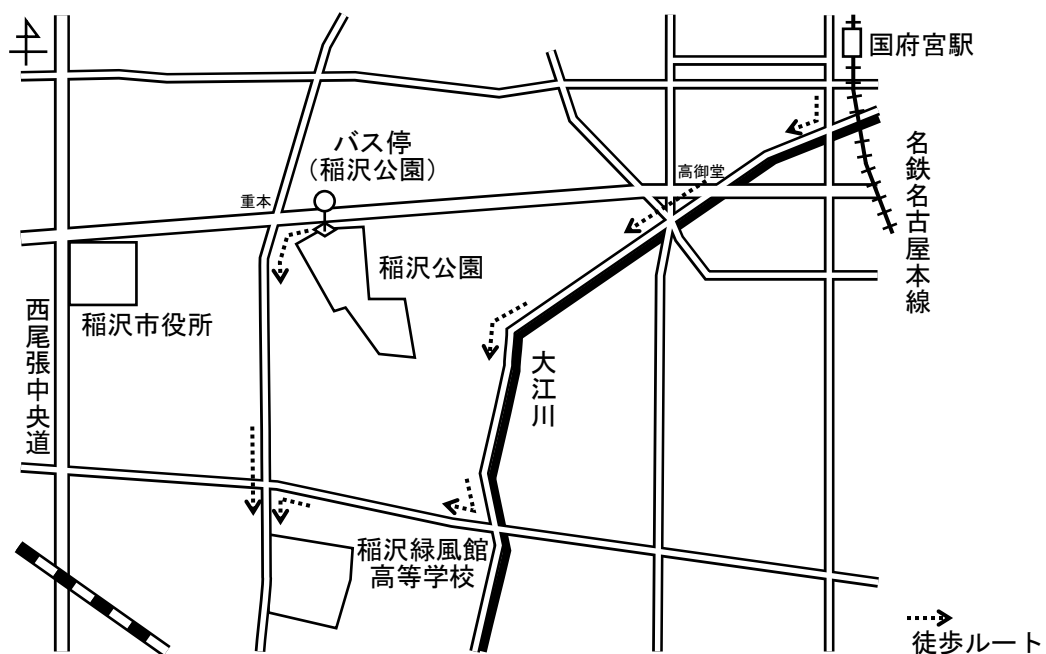 国府宮駅
バス停
(稲沢公園)
高御堂
重本
名鉄名古屋本線
稲沢公園
稲沢市役所
西尾張中央道
大江川
稲沢緑風館
高等学校
徒歩ルート